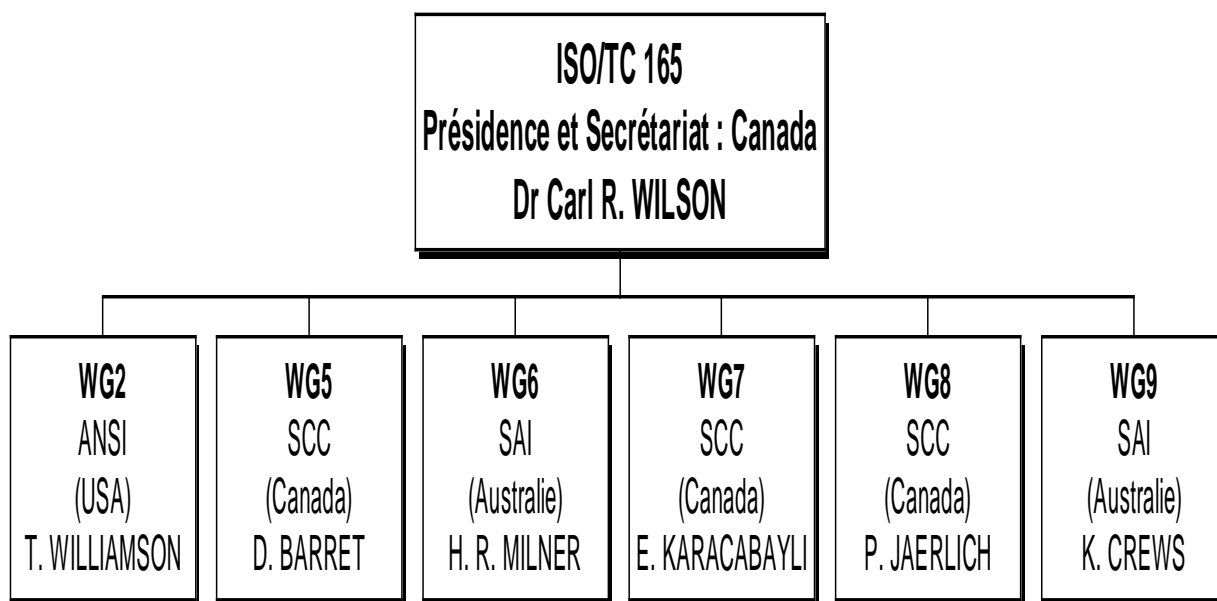 ISO/TC 165
Présidence et Secrétariat : Canada
Dr Carl R. WILSON
WG2
ANSI
(USA)
T. WILLIAMSON
WG5
SCC
(Canada)
D. BARRET
WG6
SAI
(Australie)
H. R. MILNER
WG7
SCC
(Canada)
E. KARACABAYLI
WG8
SCC
(Canada)
P. JAERLICH
WG9
SAI
(Australie)
K. CREWS